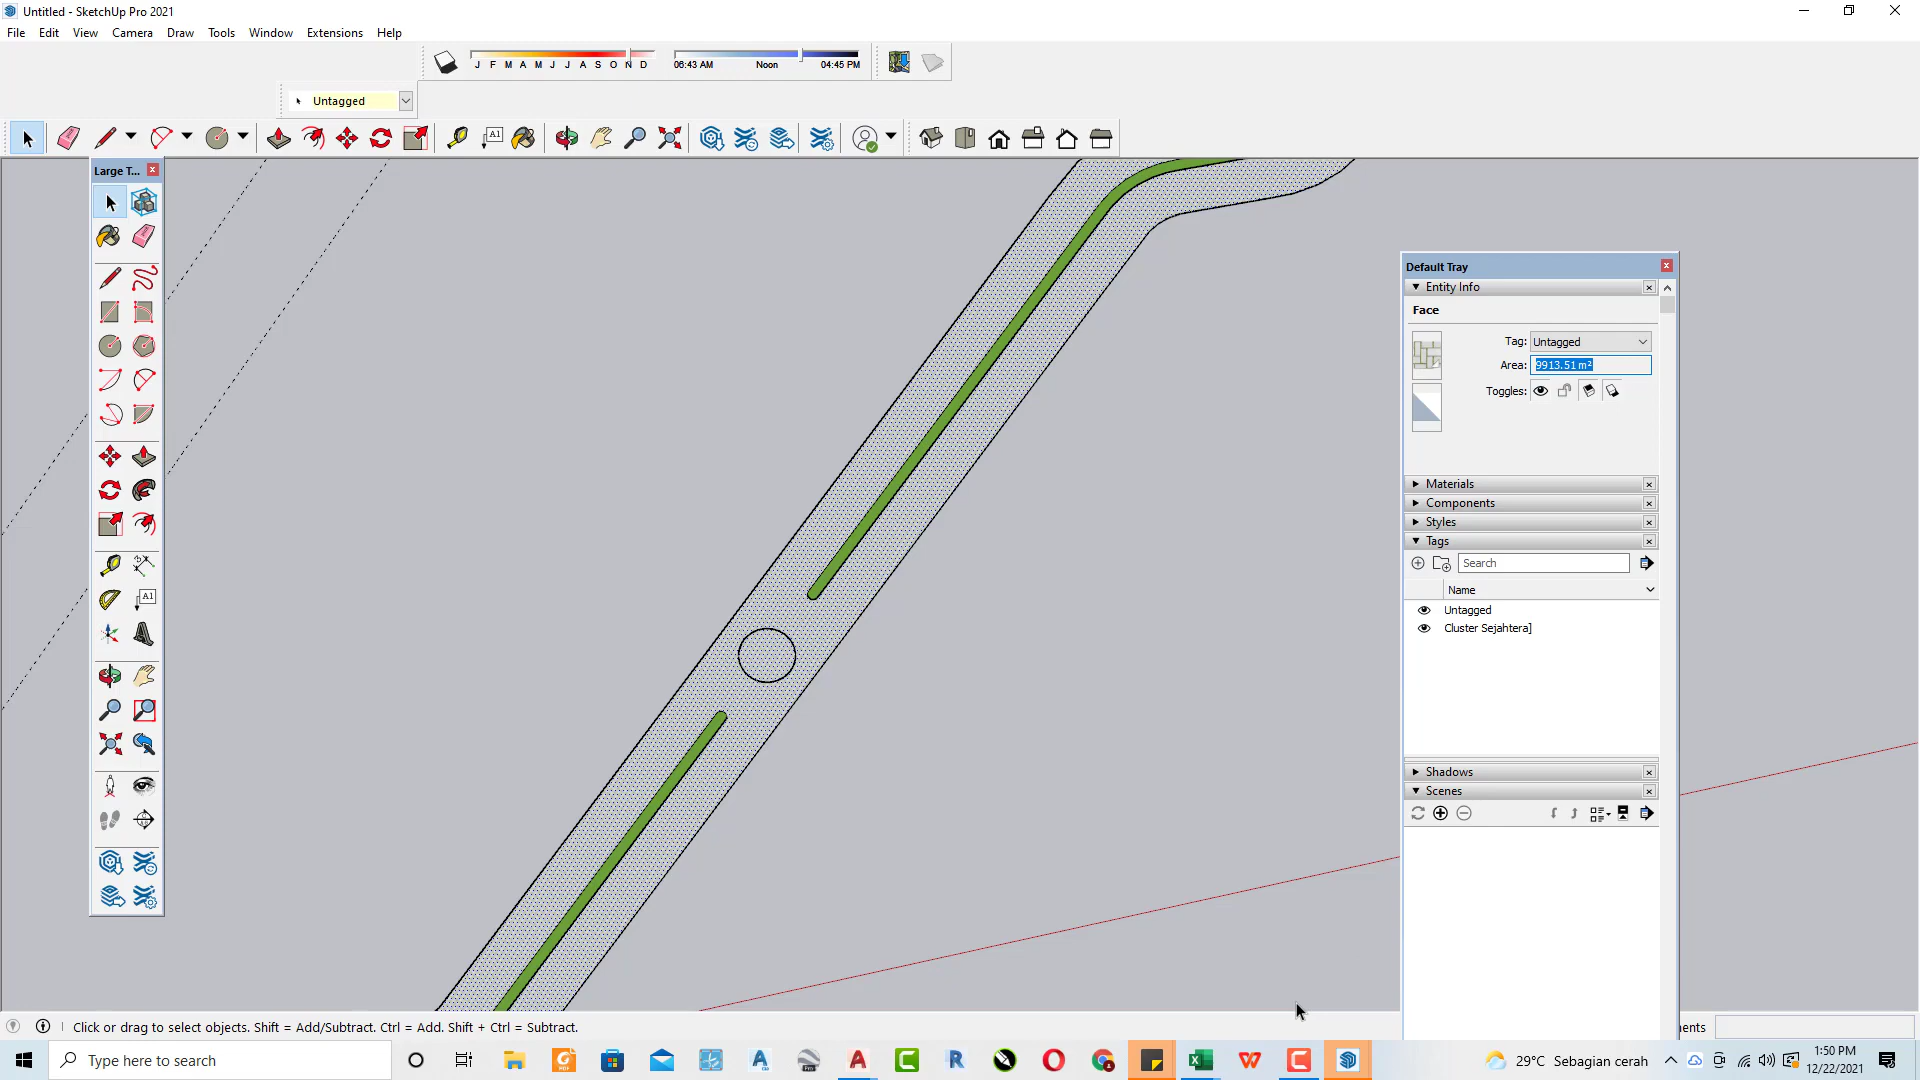 Untitled - SketchUp Pro 2021
File Edit View Camera Draw Tools Window Extensions Help
J F M A M J J A S O N D
06:43 AM Noon 04:45 PM
Untagged
A1
Large T...
A1
Default Tray
Entity Info
Face
Tag: Untagged
Area: 9913.51 m²
Toggles:
Materials
Components
Styles
Tags
Search
Name
Untagged
Cluster Sejahtera]
Shadows
Scenes
Click or drag to select objects. Shift = Add/Subtract. Ctrl = Add. Shift + Ctrl = Subtract.
Type here to search
29°C Sebagian cerah
1:50 PM
12/22/2021